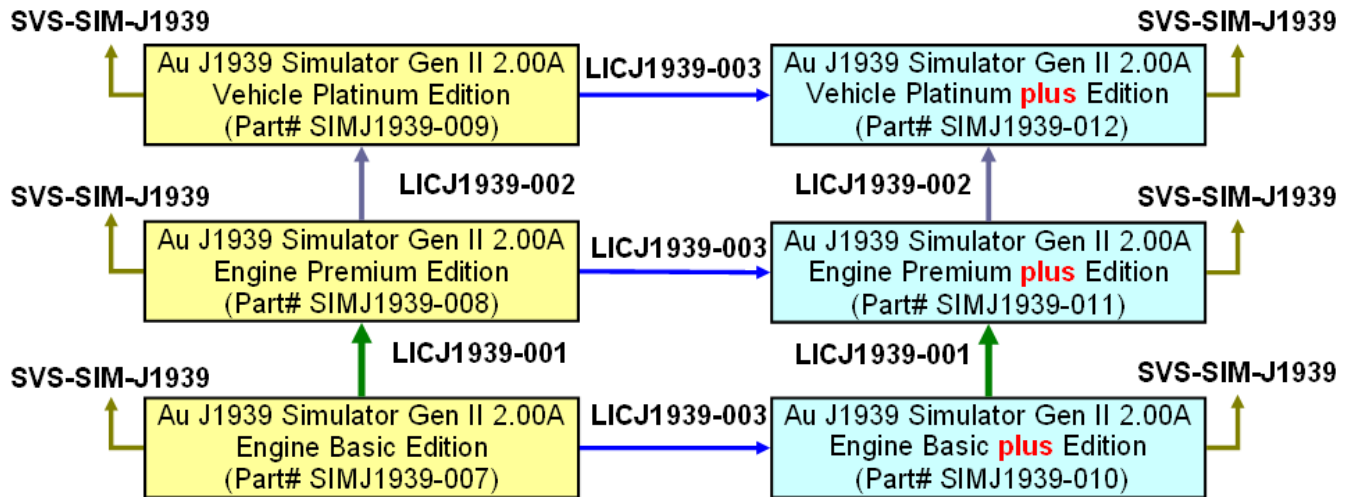 SVS-SIM-J1939
SVS-SIM-J1939
Au J1939 Simulator Gen II 2.00A
Vehicle Platinum Edition
(Part# SIMJ1939-009)
LICJ1939-003
Au J1939 Simulator Gen II 2.00A
Vehicle Platinum plus Edition
(Part# SIMJ1939-012)
LICJ1939-002
LICJ1939-002
SVS-SIM-J1939
SVS-SIM-J1939
Au J1939 Simulator Gen II 2.00A
Engine Premium Edition
(Part# SIMJ1939-008)
LICJ1939-003
Au J1939 Simulator Gen II 2.00A
Engine Premium plus Edition
(Part# SIMJ1939-011)
LICJ1939-001
LICJ1939-001
SVS-SIM-J1939
SVS-SIM-J1939
Au J1939 Simulator Gen II 2.00A
Engine Basic Edition
(Part# SIMJ1939-007)
LICJ1939-003
Au J1939 Simulator Gen II 2.00A
Engine Basic plus Edition
(Part# SIMJ1939-010)